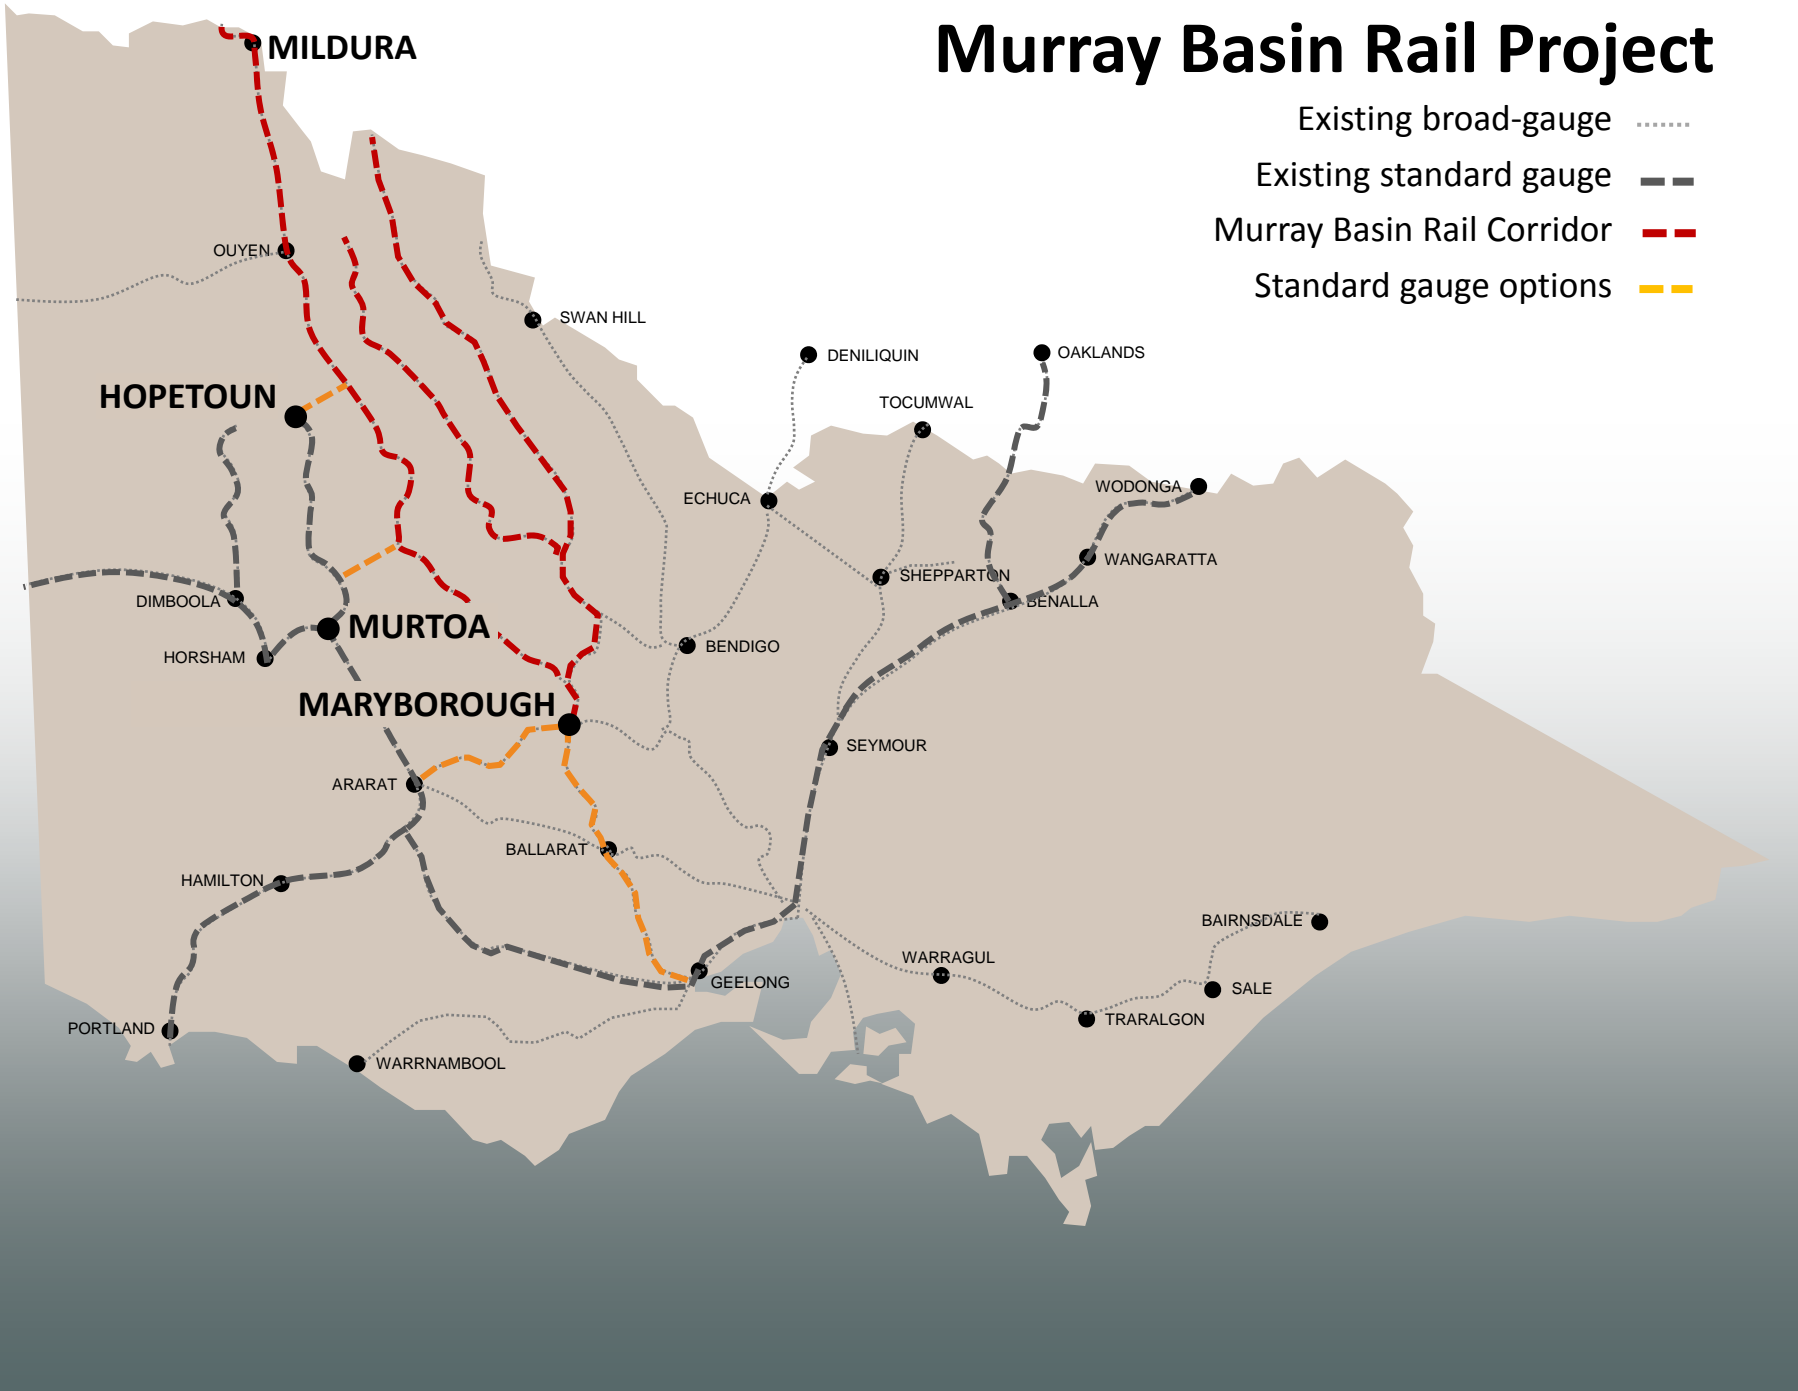 Murray Basin Rail Project
Existing broad-gauge
Existing standard gauge
Murray Basin Rail Corridor
Standard gauge options
MILDURA
OUYEN
SWAN HILL
DENILIQUIN
OAKLANDS
HOPETOUN
TOCUMWAL
ECHUCA
WODONGA
WANGARATTA
SHEPPARTON
DIMBOOLA
BENALLA
MURTOA
HORSHAM
BENDIGO
MARYBOROUGH
SEYMOUR
ARARAT
BALLARAT
HAMILTON
BAIRNSDALE
WARRAGUL
GEELONG
SALE
TRARALGON
PORTLAND
WARRNAMBOOL